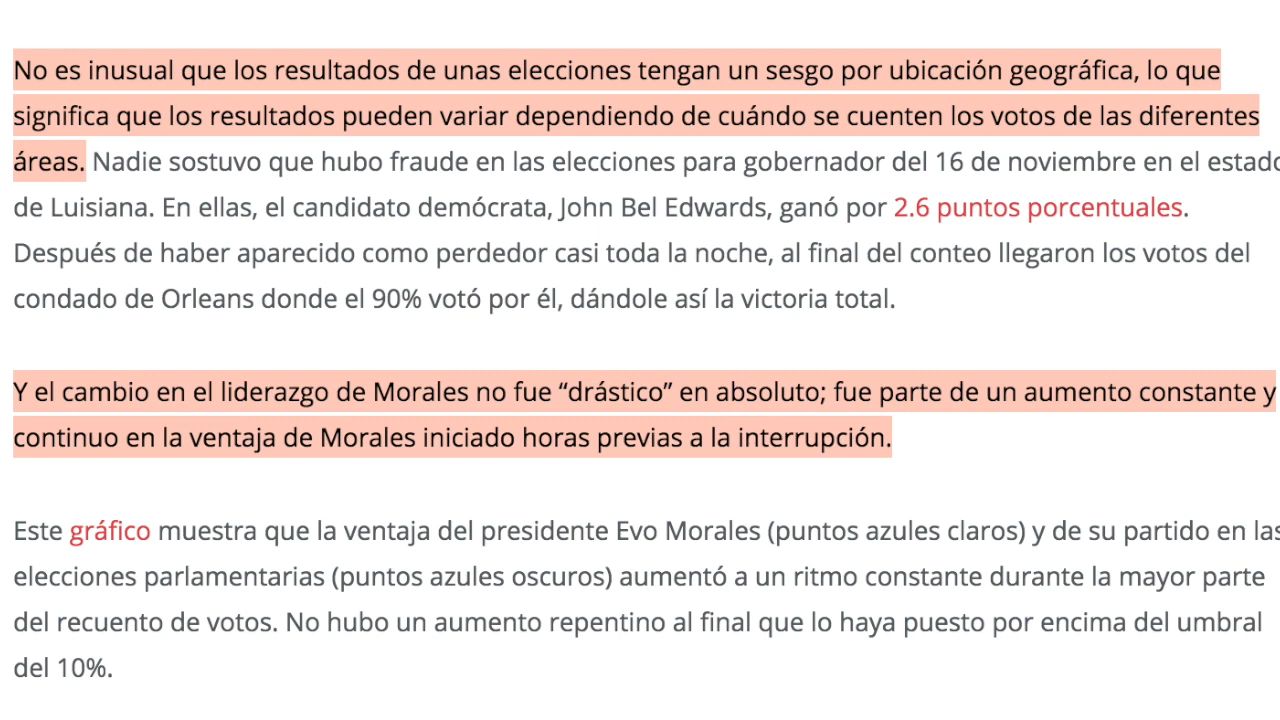 No es inusual que los resultados de unas elecciones tengan un sesgo por ubicación geográfica, lo que
significa que los resultados pueden variar dependiendo de cuándo se cuenten los votos de las diferentes
áreas. Nadie sostuvo que hubo fraude en las elecciones para gobernador del 16 de noviembre en el estado
de Luisiana. En ellas, el candidato demócrata, John Bel Edwards, ganó por 2.6 puntos porcentuales.
Después de haber aparecido como perdedor casi toda la noche, al final del conteo llegaron los votos del
condado de Orleans donde el 90% votó por él, dándole así la victoria total.
Y el cambio en el liderazgo de Morales no fue “drástico” en absoluto; fue parte de un aumento constante y
continuo en la ventaja de Morales iniciado horas previas a la interrupción.
Este gráfico muestra que la ventaja del presidente Evo Morales (puntos azules claros) y de su partido en las
elecciones parlamentarias (puntos azules oscuros) aumentó a un ritmo constante durante la mayor parte
del recuento de votos. No hubo un aumento repentino al final que lo haya puesto por encima del umbral
del 10%.